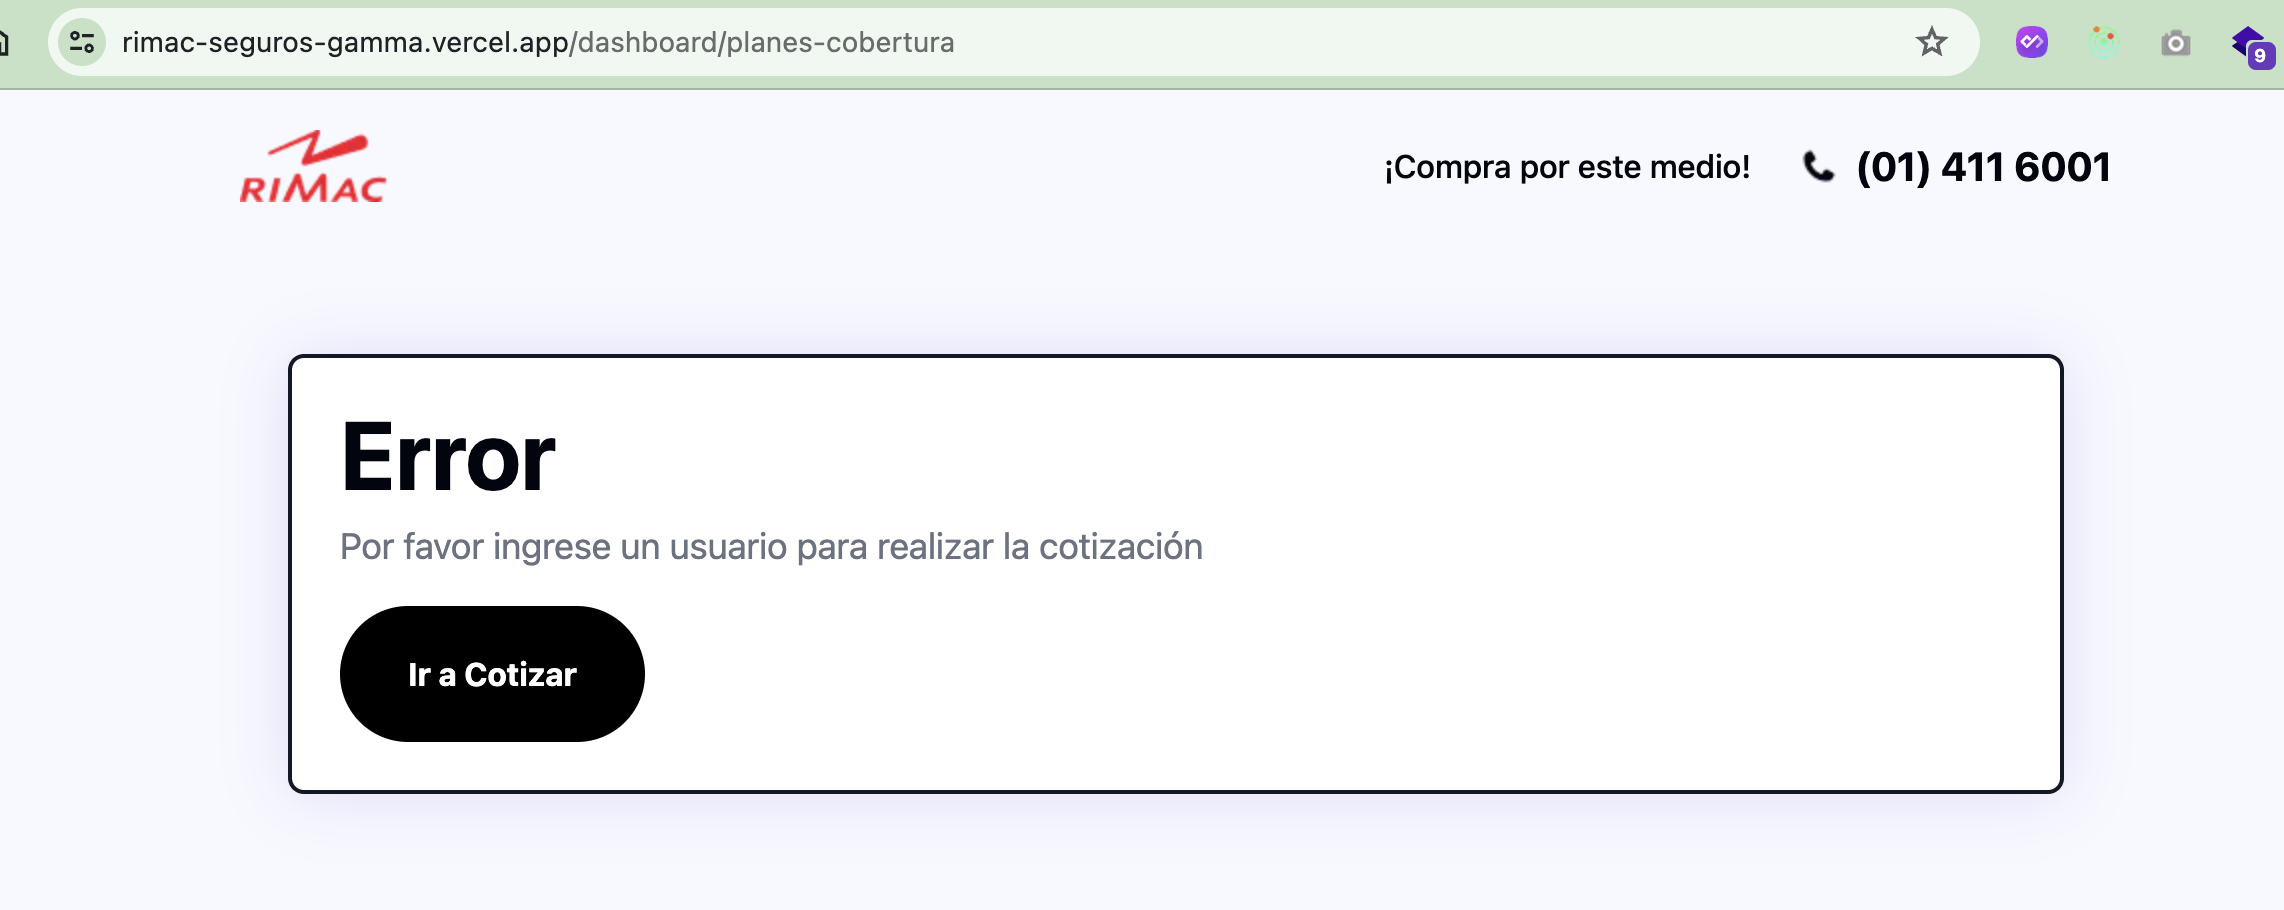 rimac-seguros-gamma.vercel.app/dashboard/planes-cobertura
9
RIMAC
¡Compra por este medio!
(01) 411 6001
Error
Por favor ingrese un usuario para realizar la cotización
Ir a Cotizar